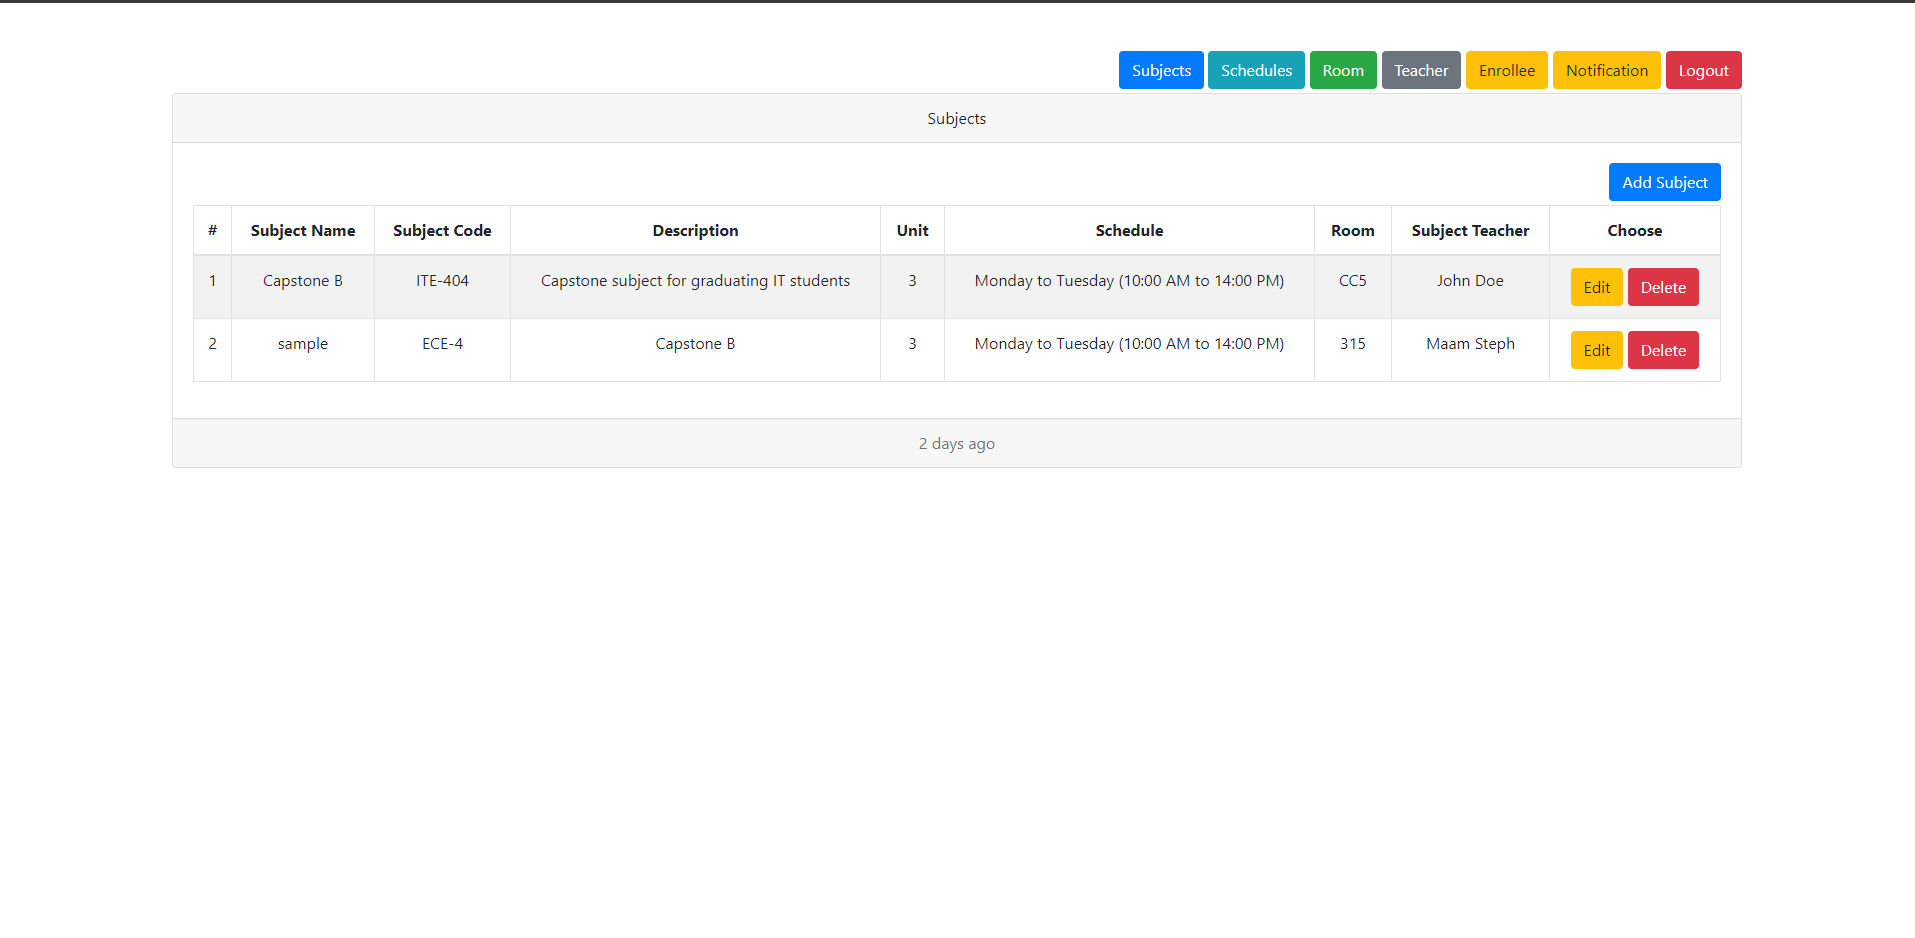 Subjects Schedules Room Teacher Enrollee Notification Logout
Subjects
Add Subject
# Subject Name Subject Code Description Unit Schedule Room Subject Teacher Choose
1 Capstone B ITE-404 Capstone subject for graduating IT students 3 Monday to Tuesday (10:00 AM to 14:00 PM) CC5 John Doe Edit Delete
2 sample ECE-4 Capstone B 3 Monday to Tuesday (10:00 AM to 14:00 PM) 315 Maam Steph Edit Delete
2 days ago